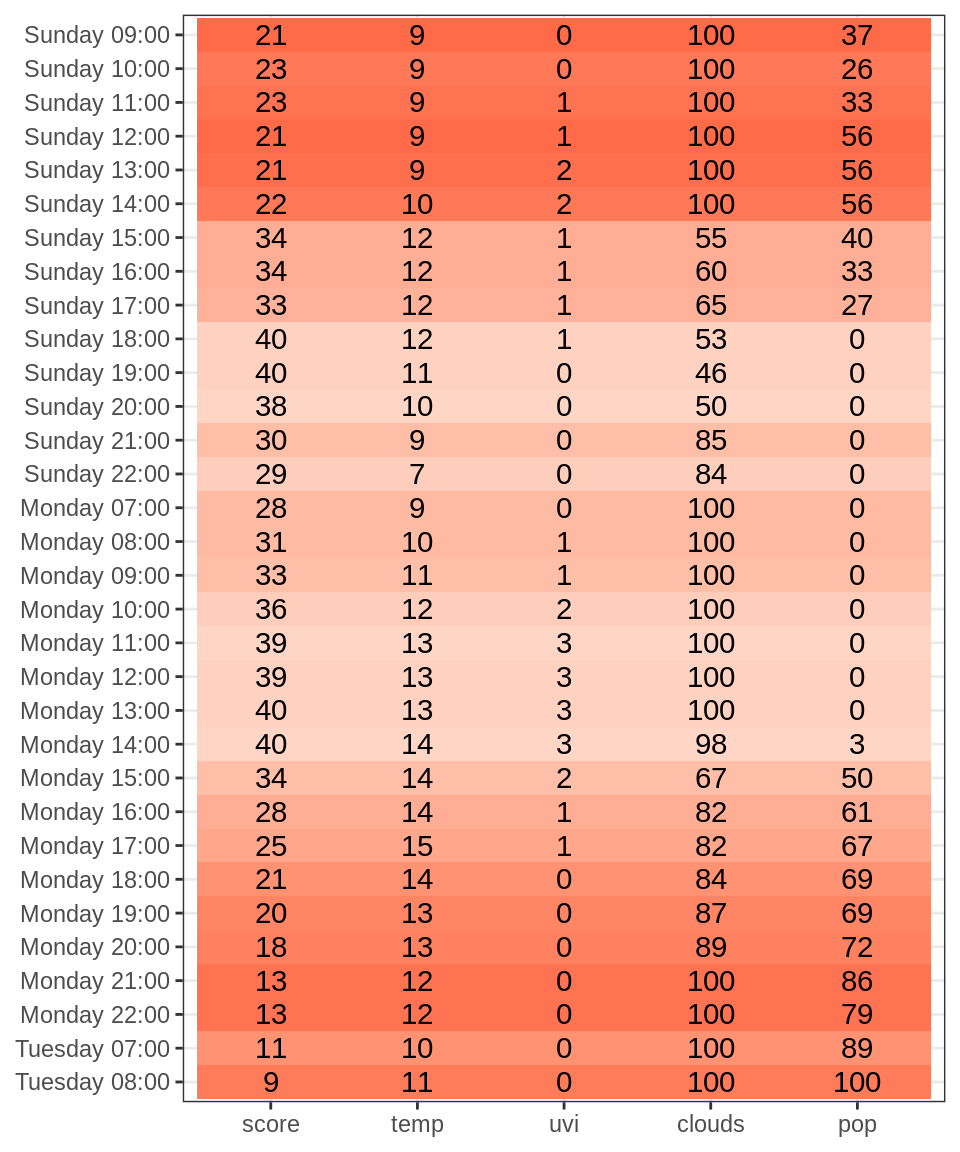 Sunday 09:00 21 9 0 100 37
Sunday 10:00 23 9 0 100 26
Sunday 11:00 23 9 1 100 33
Sunday 12:00 21 9 1 100 56
Sunday 13:00 21 9 2 100 56
Sunday 14:00 22 10 2 100 56
Sunday 15:00 34 12 1 55 40
Sunday 16:00 34 12 1 60 33
Sunday 17:00 33 12 1 65 27
Sunday 18:00 40 12 1 53 0
Sunday 19:00 40 11 0 46 0
Sunday 20:00 38 10 0 50 0
Sunday 21:00 30 9 0 85 0
Sunday 22:00 29 7 0 84 0
Monday 07:00 28 9 0 100 0
Monday 08:00 31 10 1 100 0
Monday 09:00 33 11 1 100 0
Monday 10:00 36 12 2 100 0
Monday 11:00 39 13 3 100 0
Monday 12:00 39 13 3 100 0
Monday 13:00 40 13 3 100 0
Monday 14:00 40 14 3 98 3
Monday 15:00 34 14 2 67 50
Monday 16:00 28 14 1 82 61
Monday 17:00 25 15 1 82 67
Monday 18:00 21 14 0 84 69
Monday 19:00 20 13 0 87 69
Monday 20:00 18 13 0 89 72
Monday 21:00 13 12 0 100 86
Monday 22:00 13 12 0 100 79
Tuesday 07:00 11 10 0 100 89
Tuesday 08:00 9 11 0 100 100
score temp uvi clouds pop